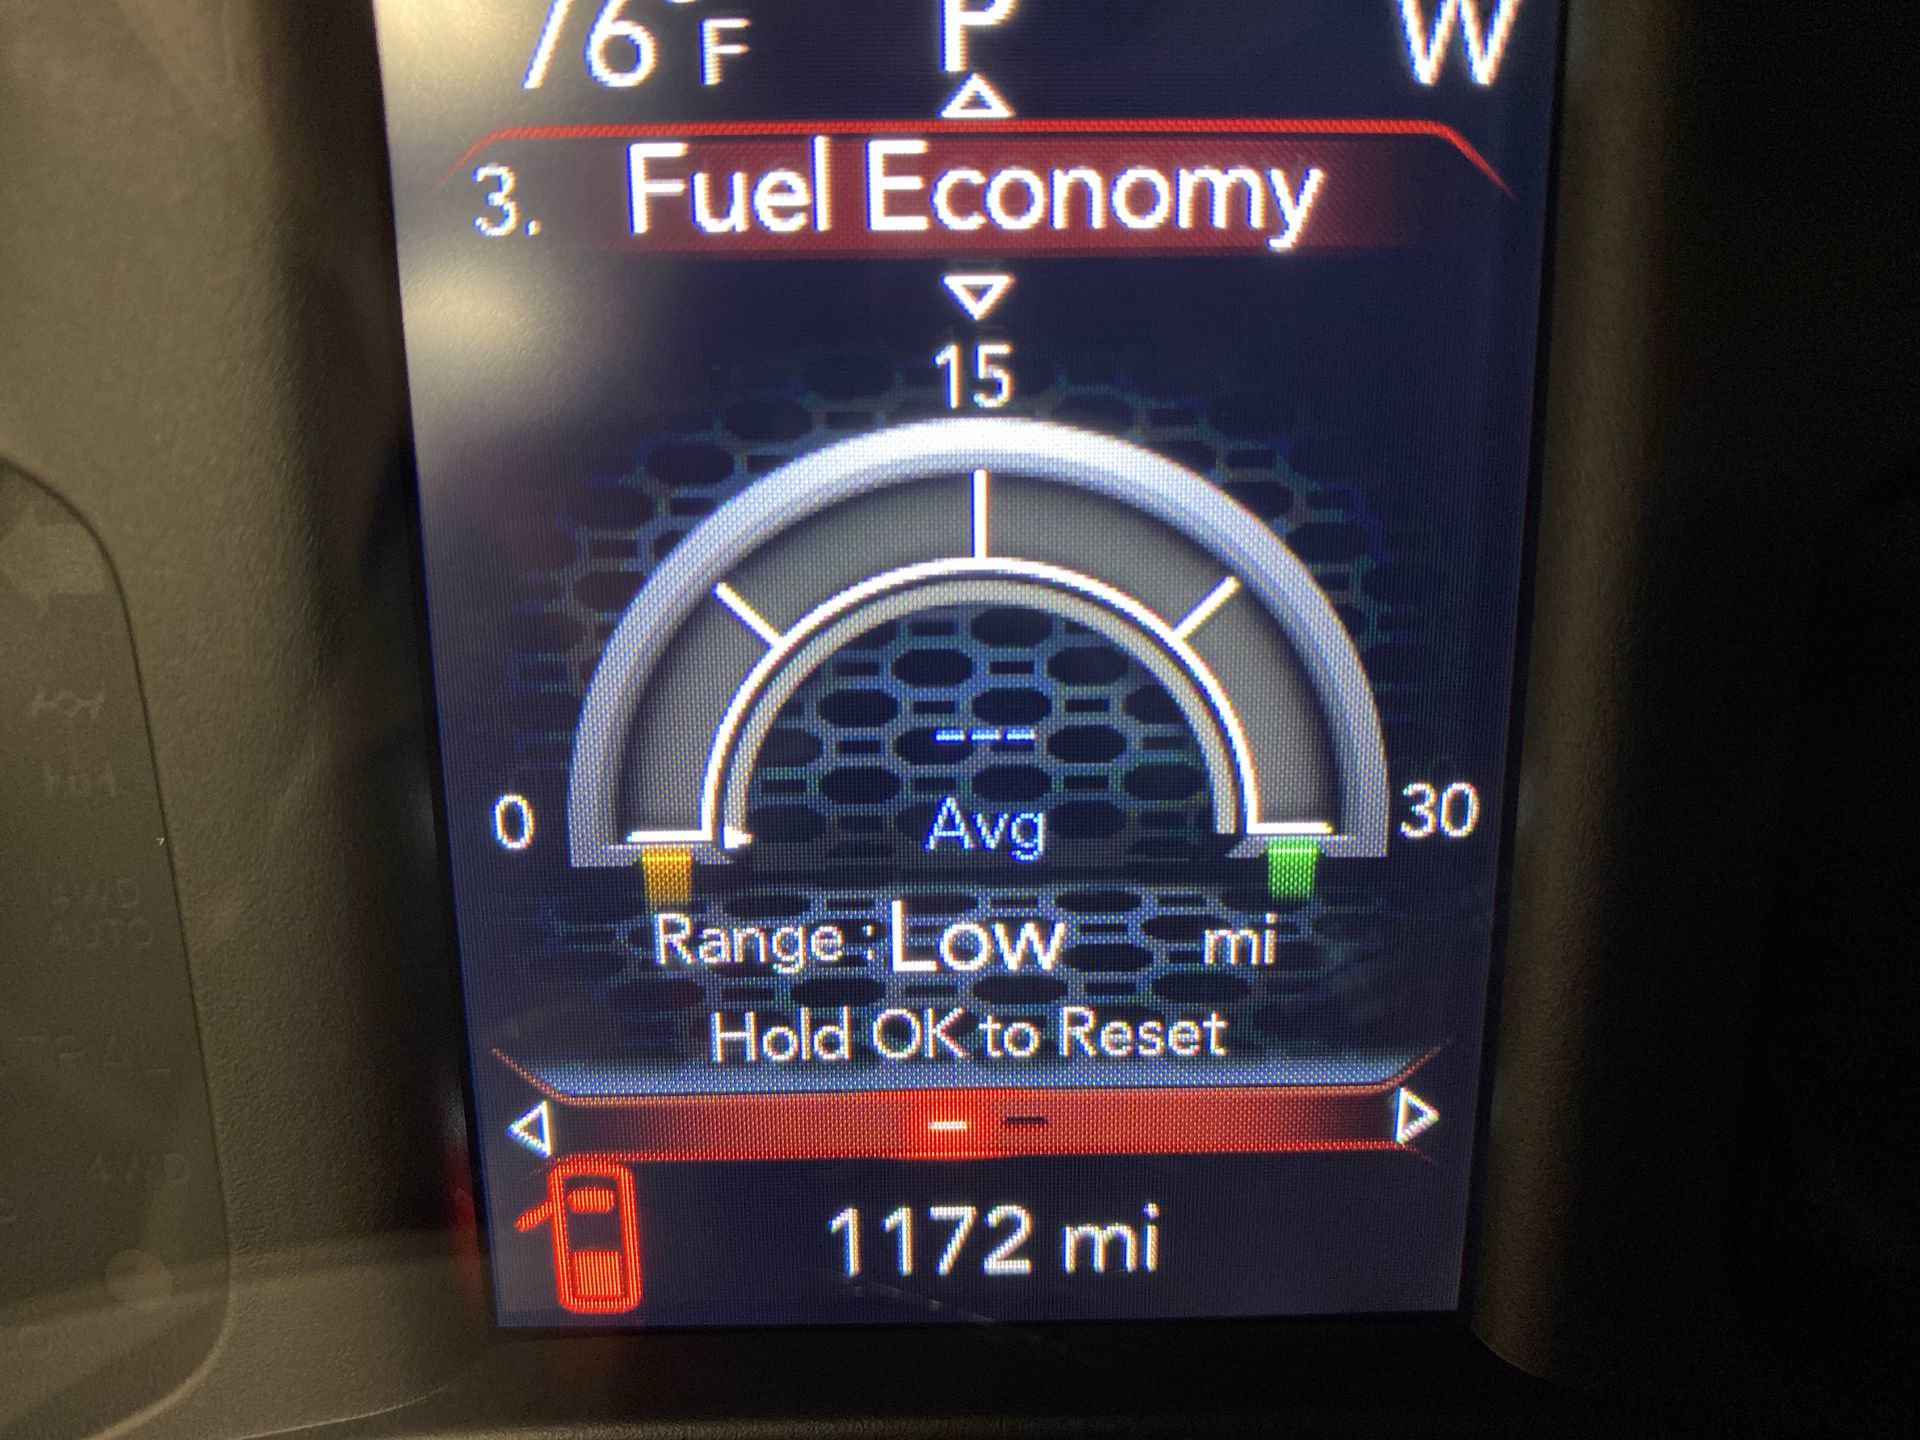 76°F P W
3. Fuel Economy
15
0 30
---
Avg
Range : Low mi
Hold OK to Reset
1172 mi